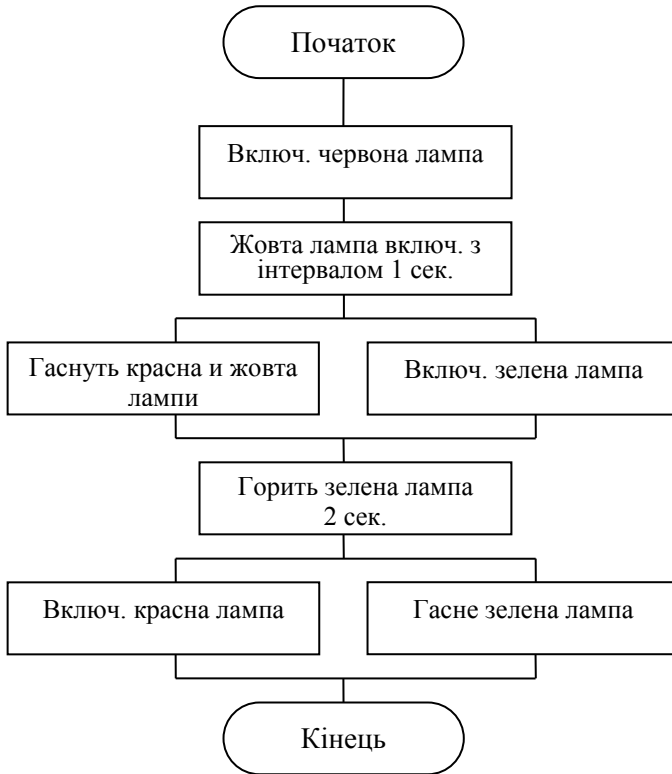 Початок
Включ. червона лампа
Жовта лампа включ. з
інтервалом 1 сек.
Гаснуть красна и жовта
лампи
Включ. зелена лампа
Горить зелена лампа
2 сек.
Включ. красна лампа
Гасне зелена лампа
Кінець